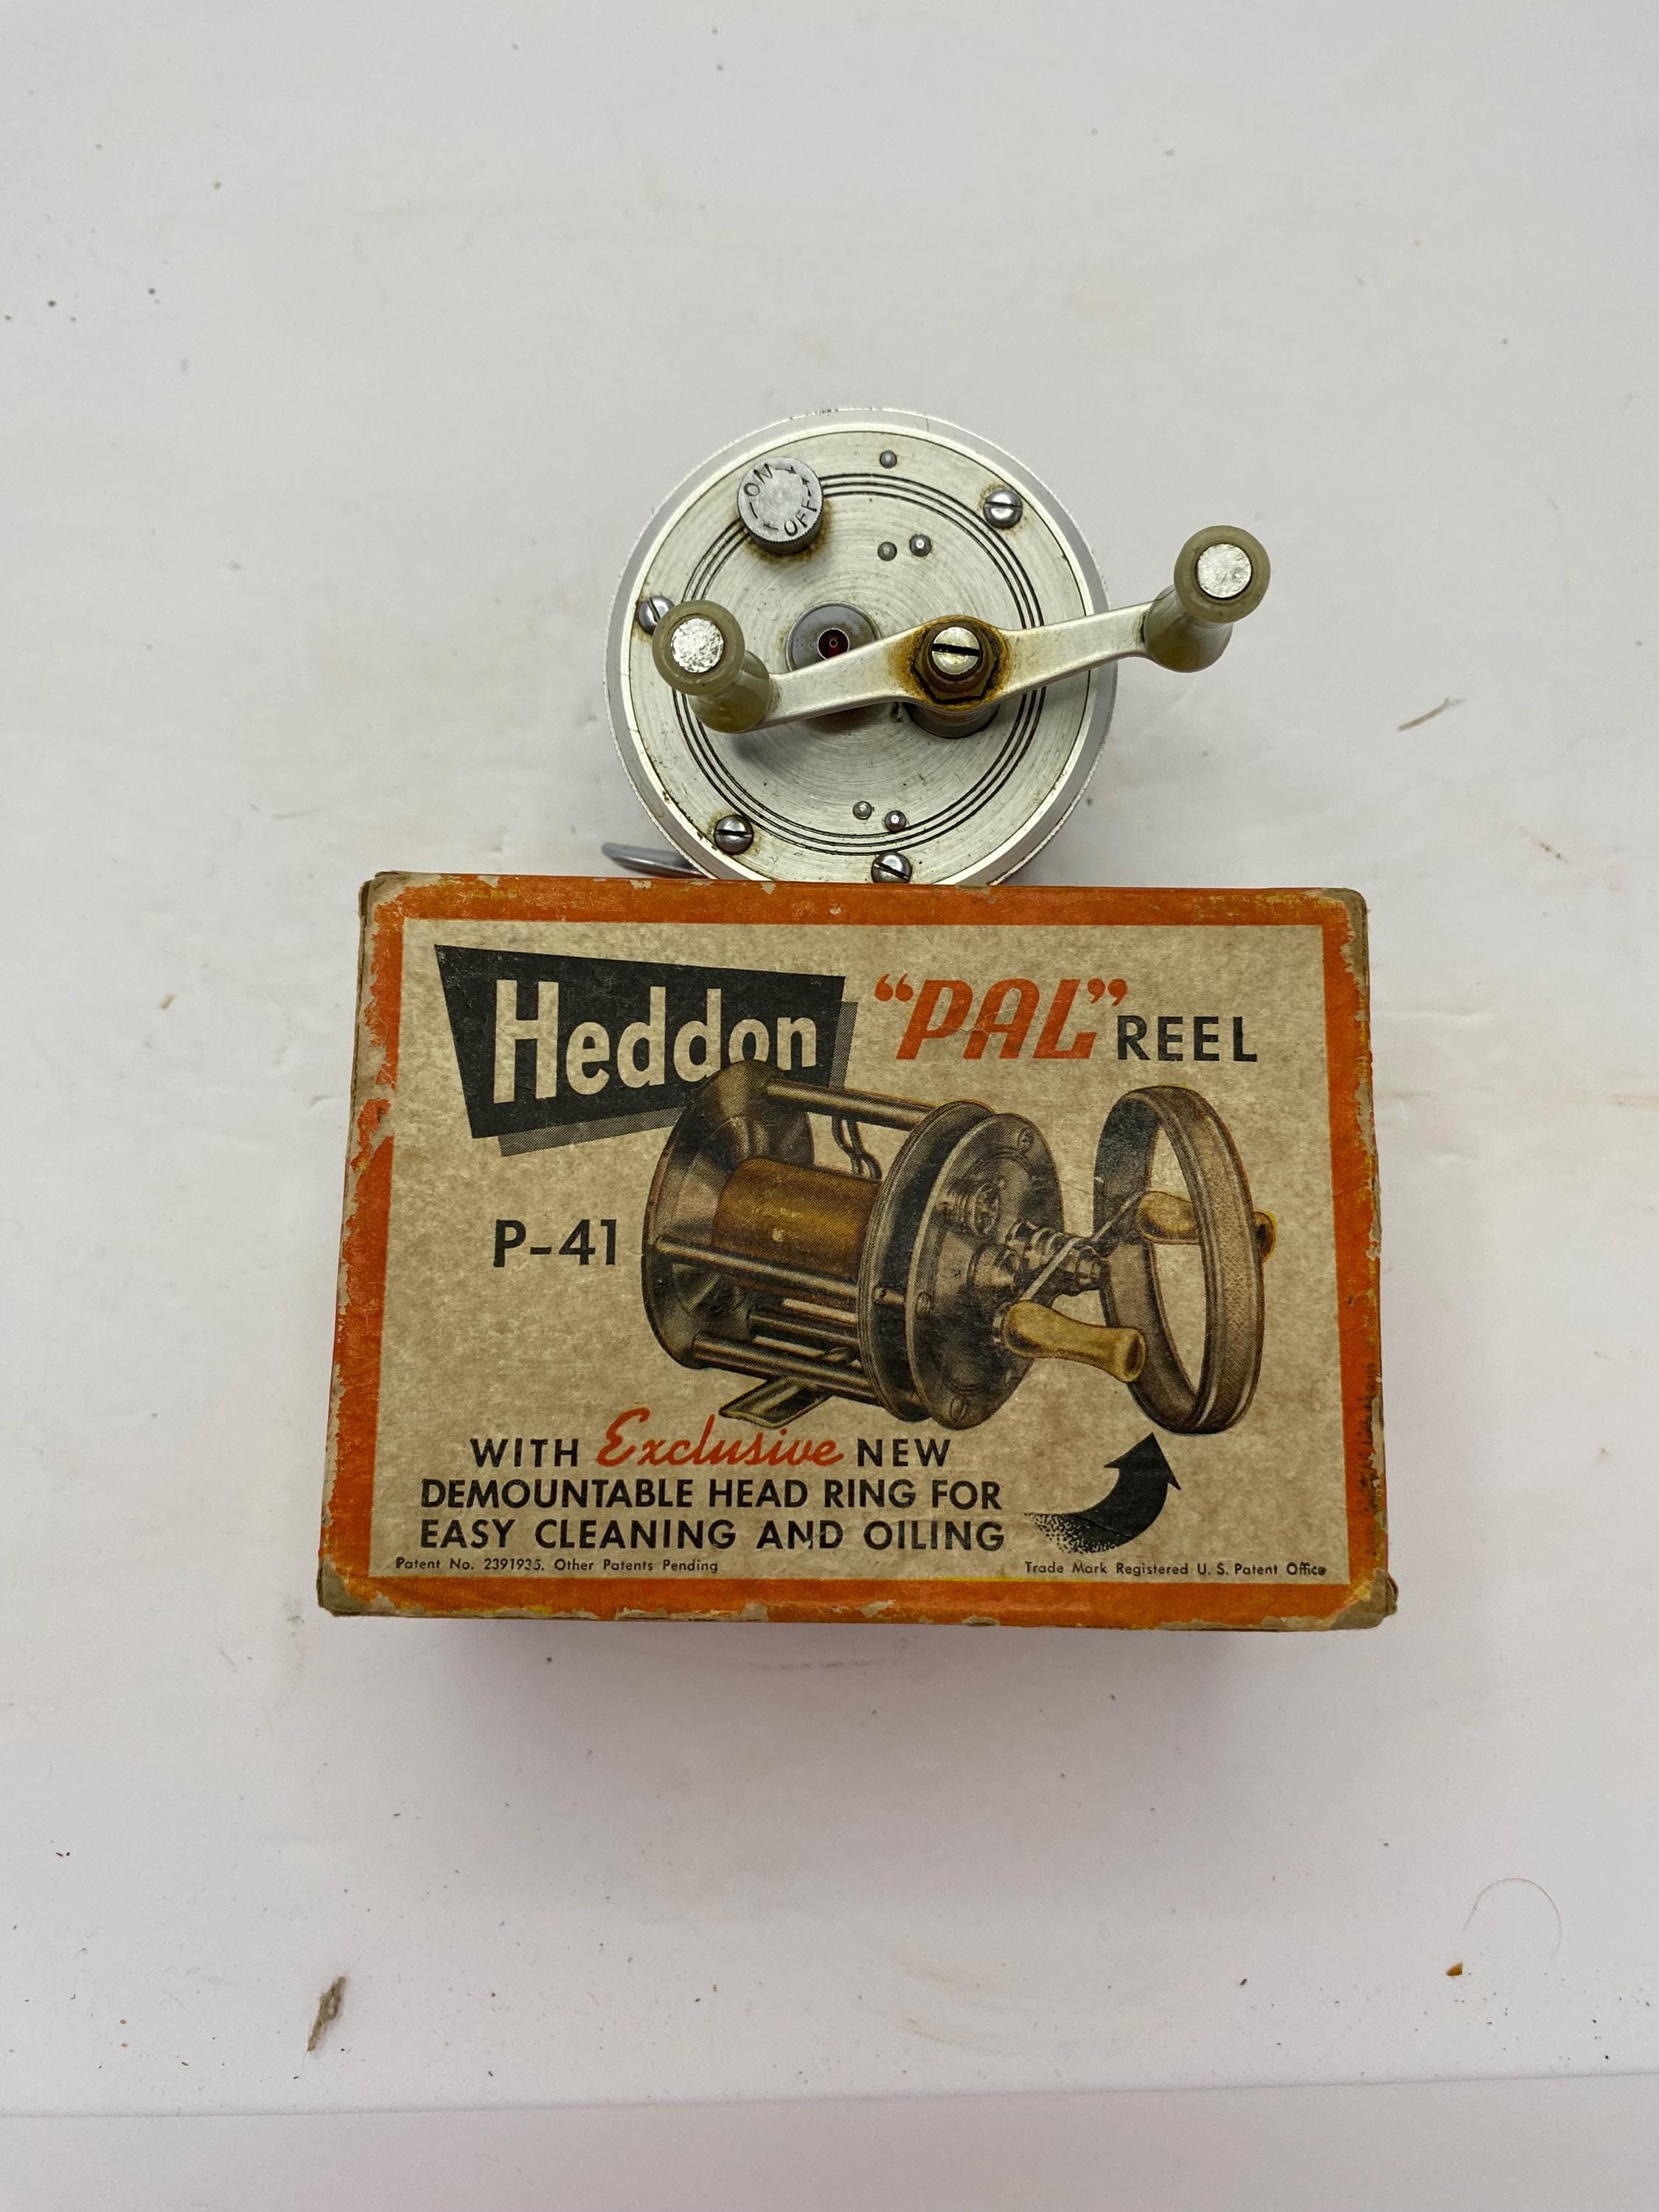 ON
OFF
Heddon "PAL" REEL
P-41
WITH Exclusive NEW
DEMOUNTABLE HEAD RING FOR
EASY CLEANING AND OILING
Patent No. 2391935. Other Patents Pending
Trade Mark Registered U. S. Patent Office